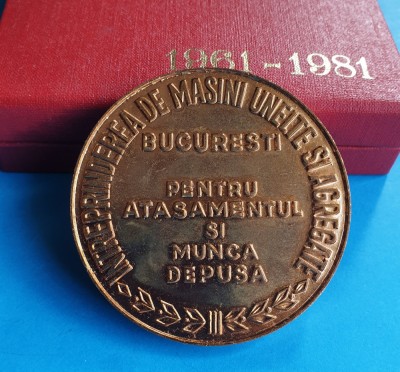 1961-1981
INTREPRINDEREA DE MASINI UNELTE SI AGREGATE
BUCURESTI
PENTRU
ATASAMENTUL
SI
MUNCA
DEPUSA